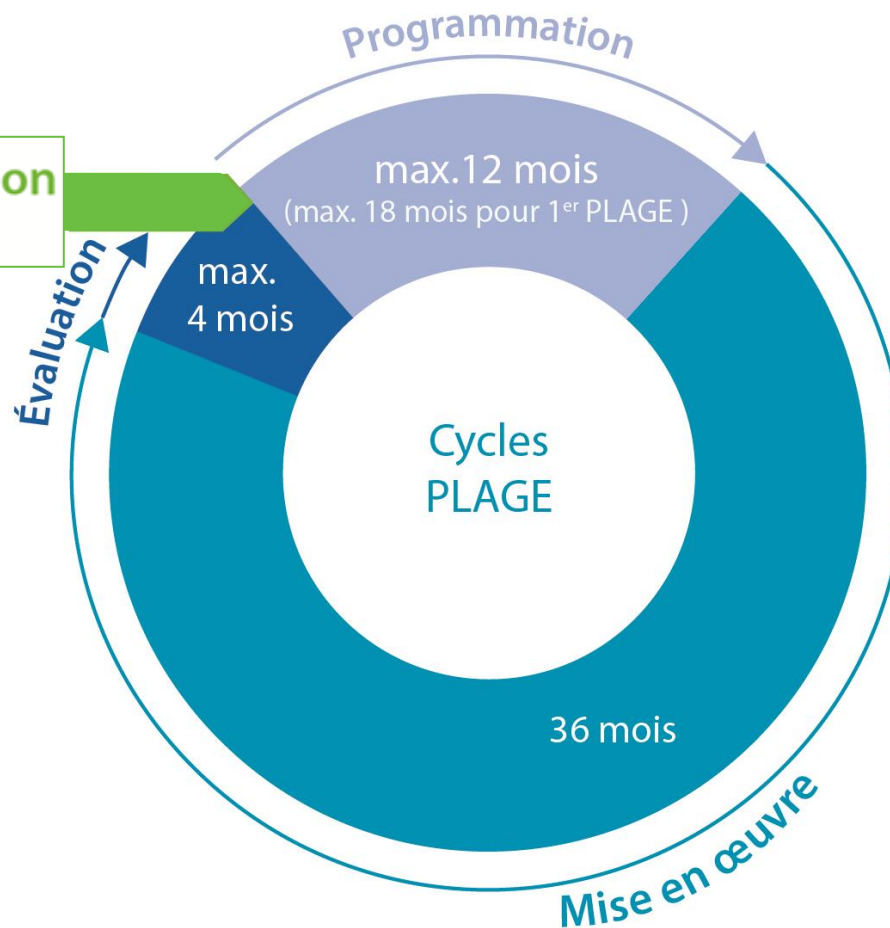 Programmation
max.12 mois
(max. 18 mois pour 1er PLAGE )
on
max.
4 mois
Évaluation
Cycles
PLAGE
36 mois
Mise en œuvre